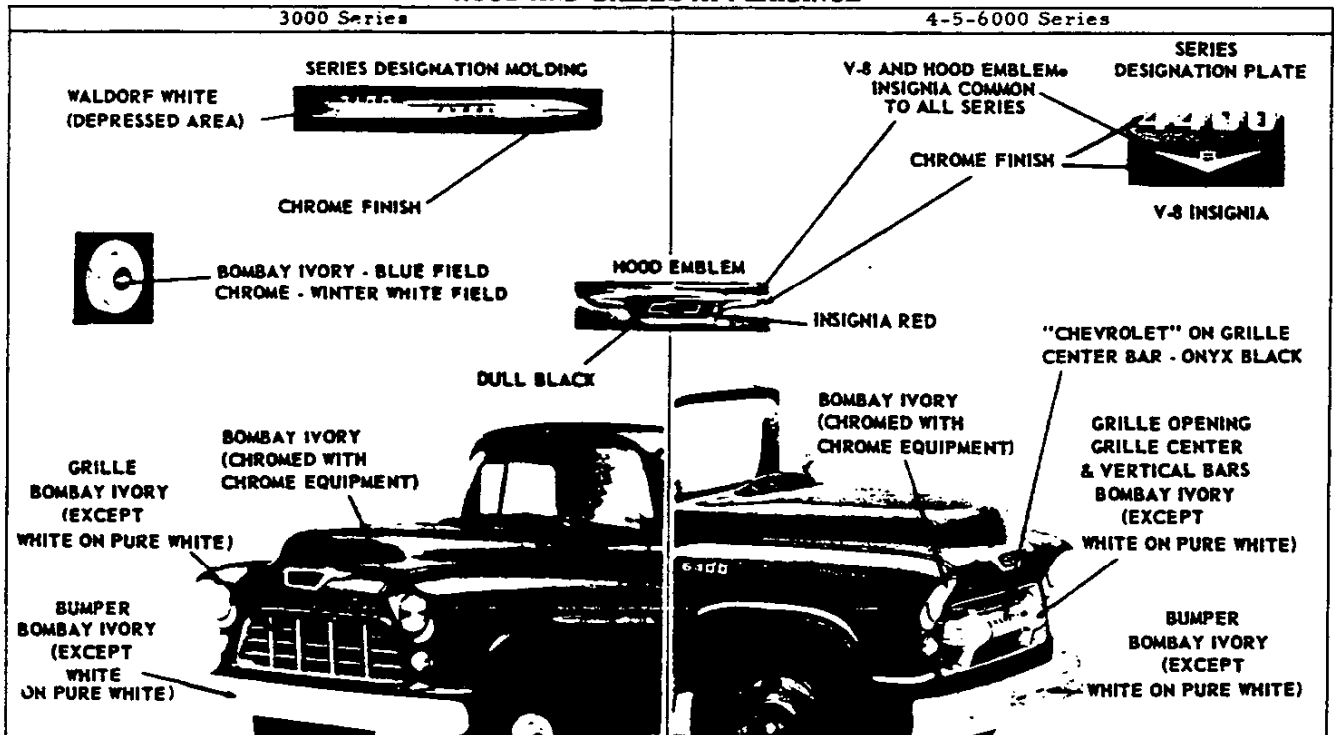 3000 Series
4-5-6000 Series
SERIES DESIGNATION MOLDING
WALDORF WHITE
(DEPRESSED AREA)
CHROME FINISH
BOMBAY IVORY - BLUE FIELD
CHROME - WINTER WHITE FIELD
V-8 AND HOOD EMBLEM
INSIGNIA COMMON
TO ALL SERIES
SERIES
DESIGNATION PLATE
CHROME FINISH
V-8 INSIGNIA
HOOD EMBLEM
INSIGNIA RED
DULL BLACK
"CHEVROLET" ON GRILLE
CENTER BAR - ONYX BLACK
BOMBAY IVORY
(CHROMED WITH
CHROME EQUIPMENT)
GRILLE
BOMBAY IVORY
(EXCEPT
WHITE ON PURE WHITE)
BUMPER
BOMBAY IVORY
(EXCEPT
WHITE
ON PURE WHITE)
BOMBAY IVORY
(CHROMED WITH
CHROME EQUIPMENT)
GRILLE OPENING
GRILLE CENTER
& VERTICAL BARS
BOMBAY IVORY
(EXCEPT
WHITE ON PURE WHITE)
6400
BUMPER
BOMBAY IVORY
(EXCEPT
WHITE ON PURE WHITE)